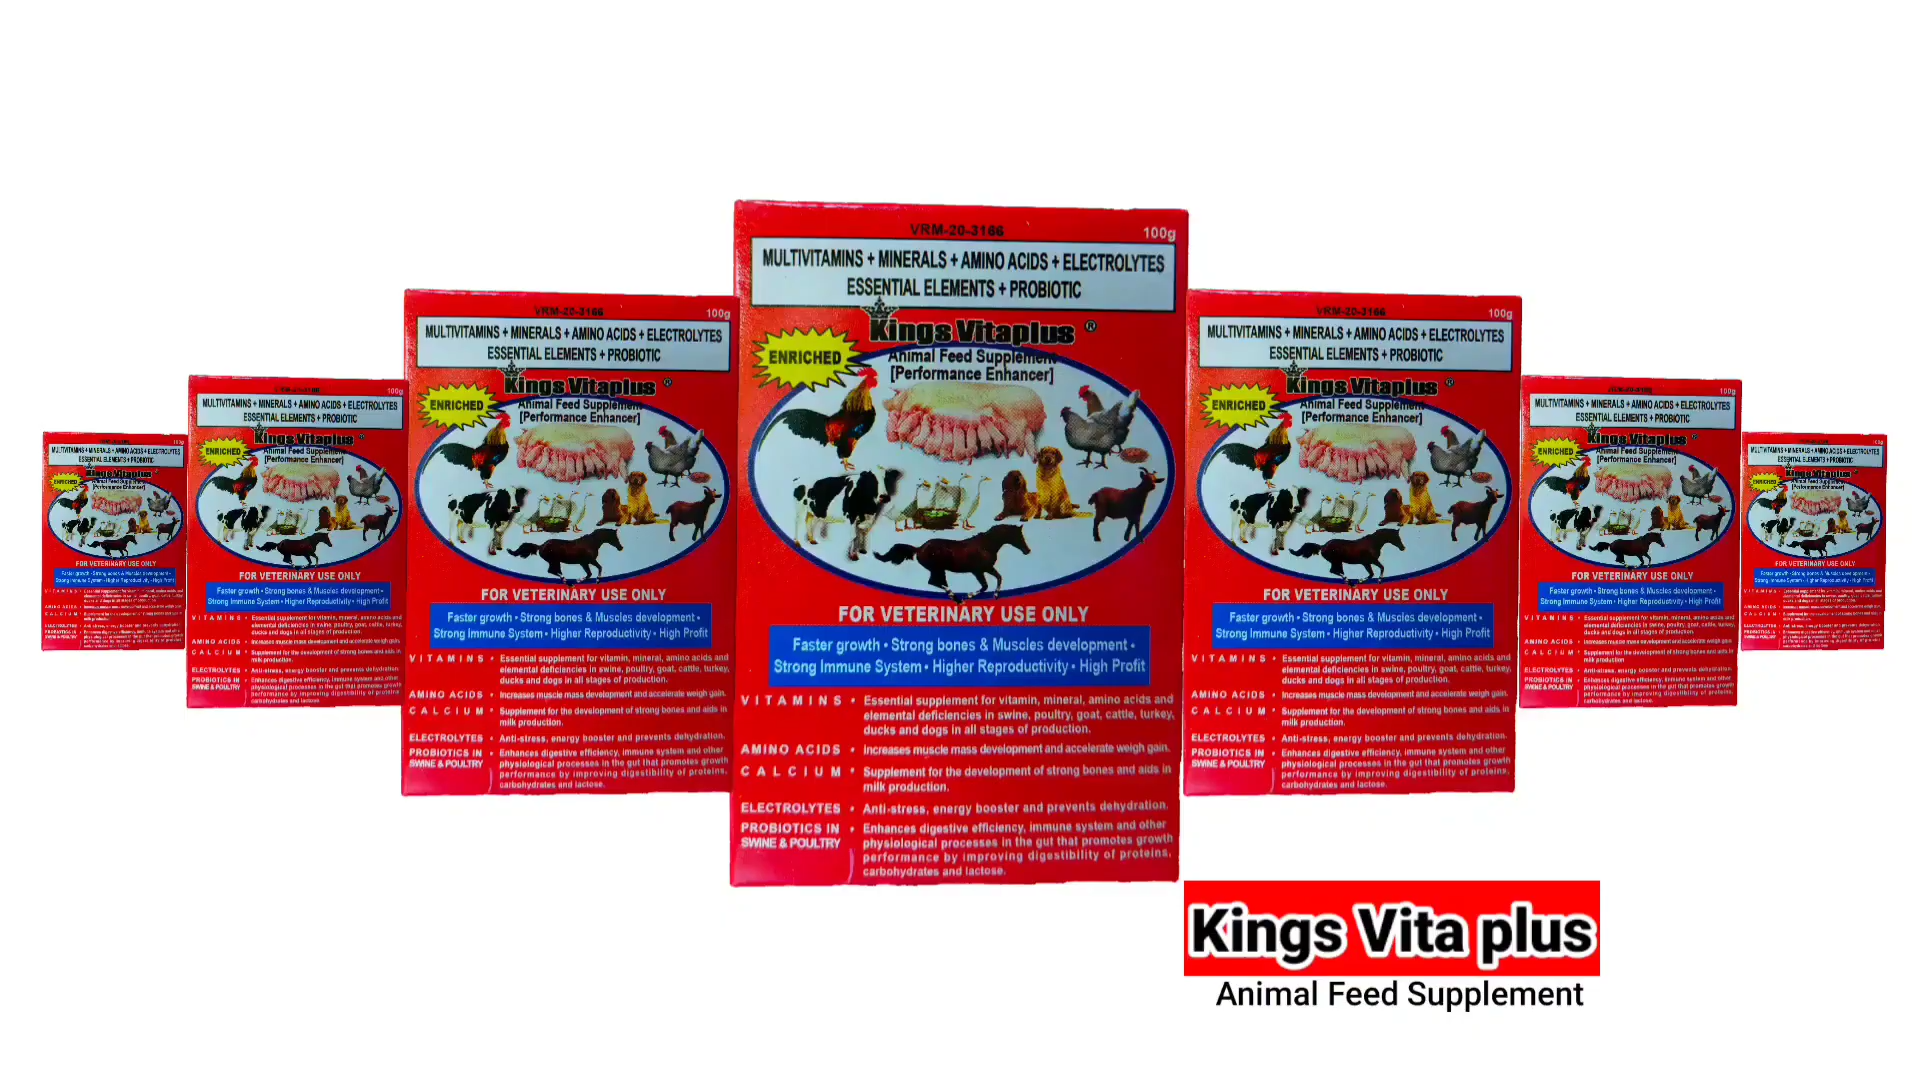 VRM-20-3166
100g
MULTIVITAMINS + MINERALS + AMINO ACIDS + ELECTROLYTES
ESSENTIAL ELEMENTS + PROBIOTIC
Kings Vitaplus ®
ENRICHED
Animal Feed Supplement
[Performance Enhancer]
FOR VETERINARY USE ONLY
Faster growth • Strong bones & Muscles development •
Strong Immune System • Higher Reproductivity • High Profit
VITAMINS • Essential supplement for vitamin, mineral, amino acids and
elemental deficiencies in swine, poultry, goat, cattle, turkey,
ducks and dogs in all stages of production.
AMINO ACIDS • Increases muscle mass development and accelerate weigh gain.
CALCIUM • Supplement for the development of strong bones and aids in
milk production.
ELECTROLYTES • Anti-stress, energy booster and prevents dehydration.
PROBIOTICS IN • Enhances digestive efficiency, immune system and other
SWINE & POULTRY physiological processes in the gut that promotes growth
performance by improving digestibility of proteins,
carbohydrates and lactose.
Kings Vita plus
Animal Feed Supplement